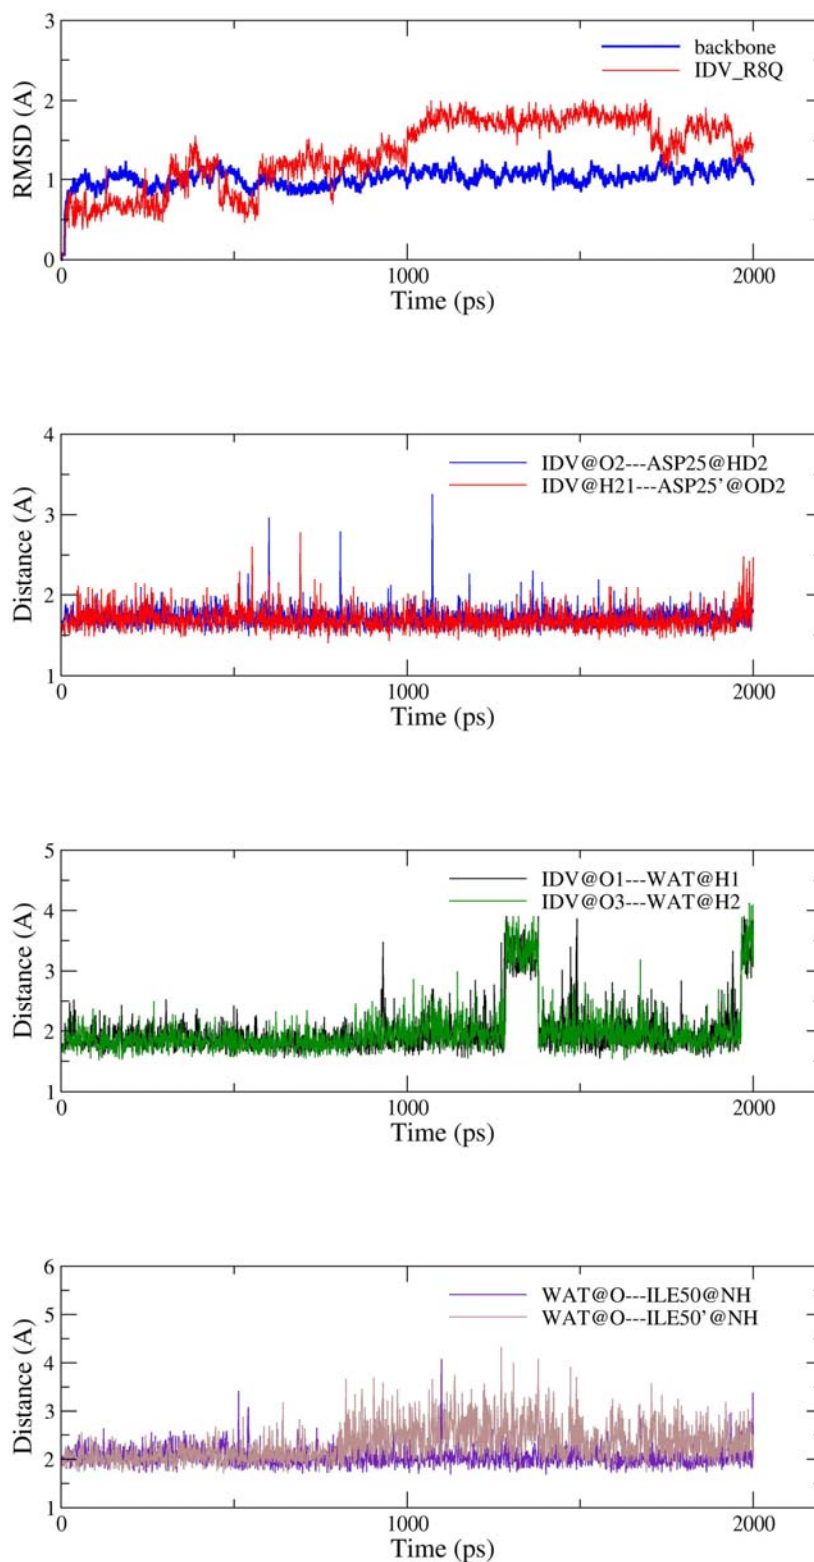 3
backbone
IDV_R8Q
2
RMSD (A)
1
0
0 1000 2000
Time (ps)
4
IDV@O2---ASP25@HD2
IDV@H21---ASP25'@OD2
3
Distance (A)
2
1
0 1000 2000
Time (ps)
5
IDV@O1---WAT@H1
IDV@O3---WAT@H2
4
Distance (A)
3
2
1
0 1000 2000
Time (ps)
6
WAT@O---ILE50@NH
WAT@O---ILE50'@NH
5
4
Distance (A)
3
2
1
0 1000 2000
Time (ps)